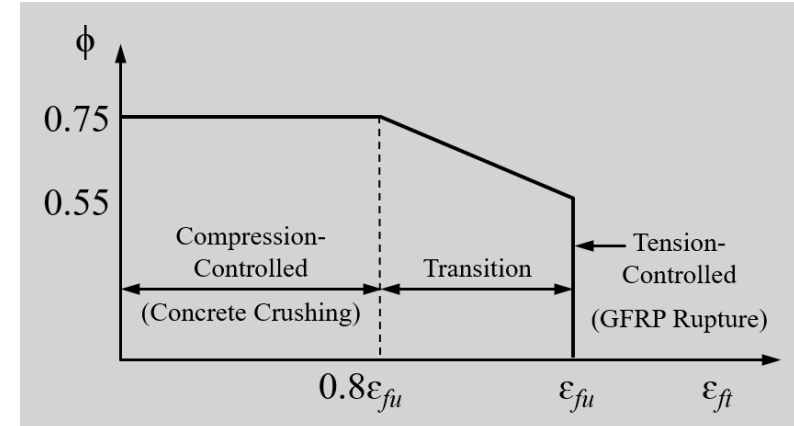 ϕ
0.75
0.55
Compression-
Controlled
(Concrete Crushing)
Transition
Tension-
Controlled
(GFRP Rupture)
0.8εfu
εfu
εft